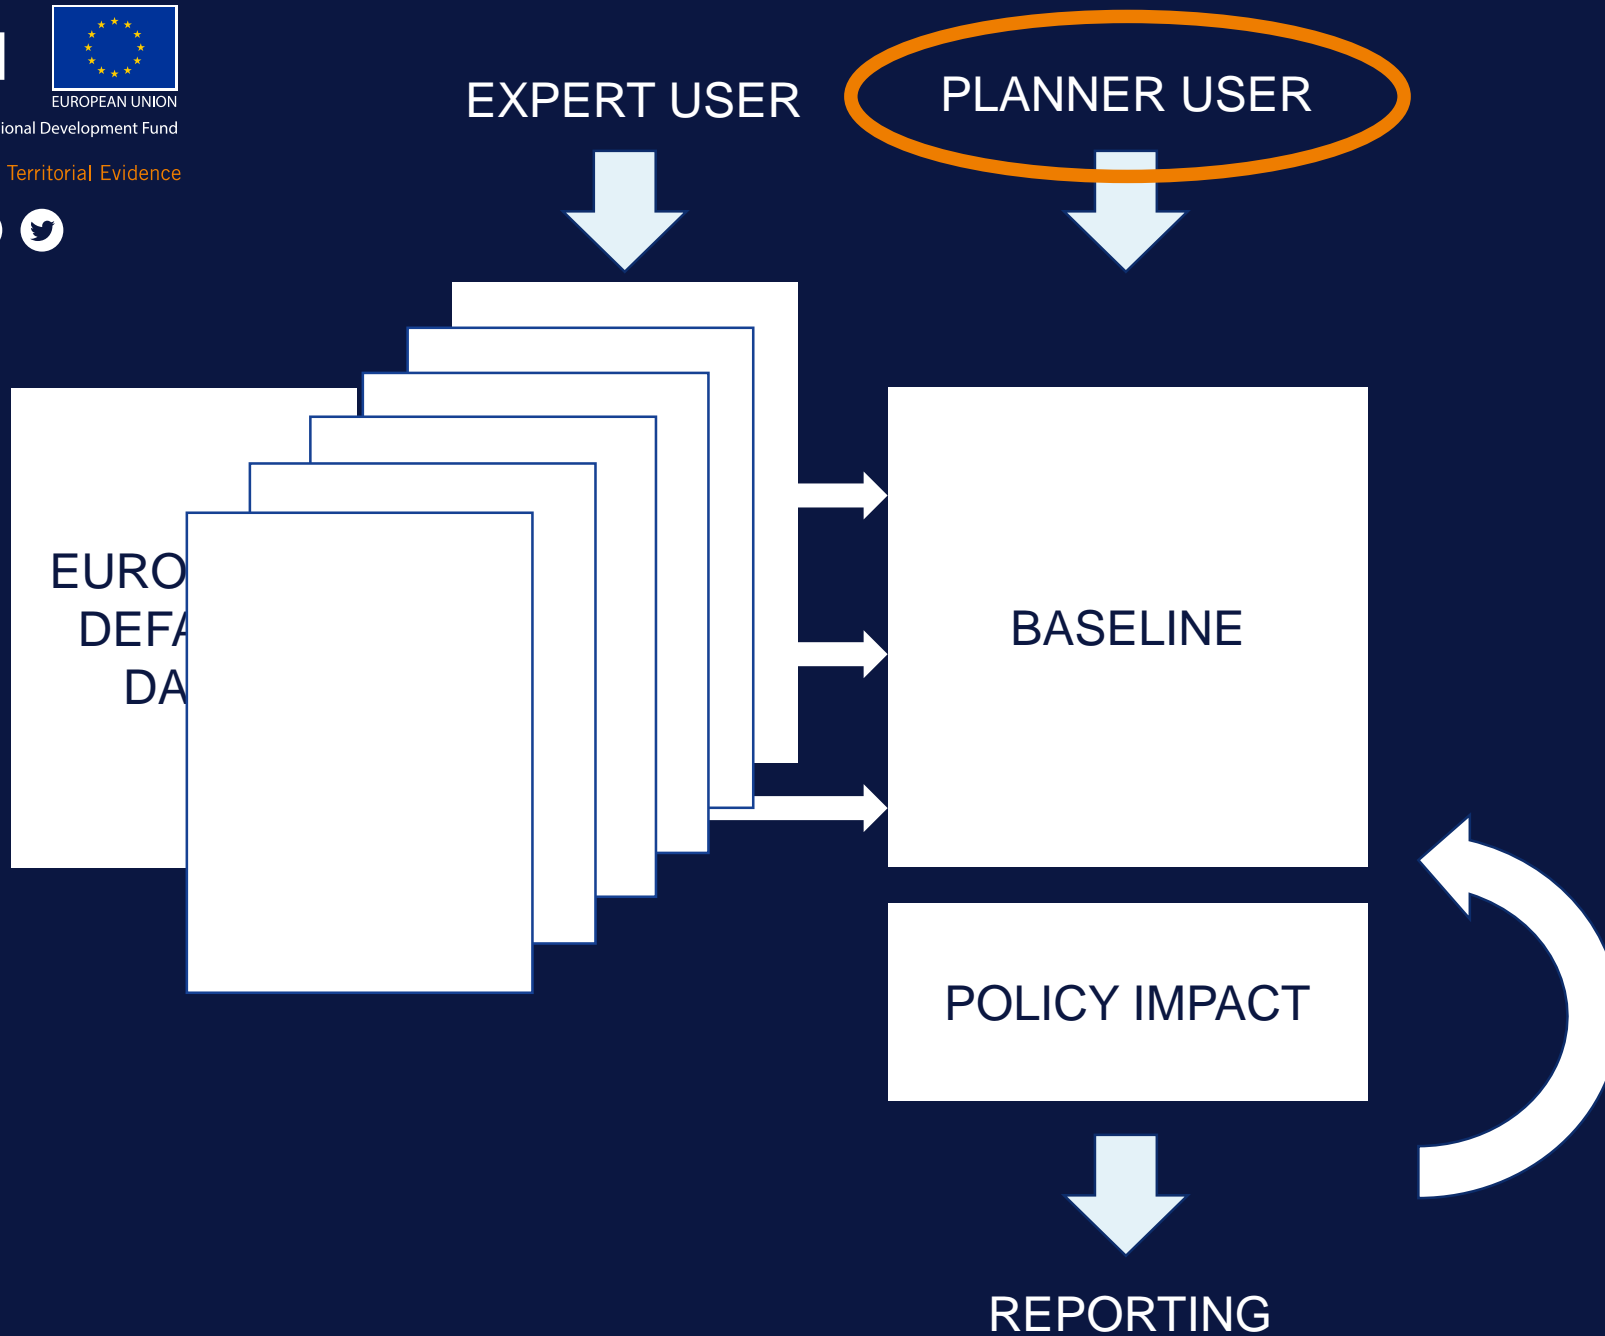 EUROPEAN UNION
ional Development Fund
Territorial Evidence
EXPERT USER
PLANNER USER
EURO
DEFA
DA
BASELINE
POLICY IMPACT
REPORTING